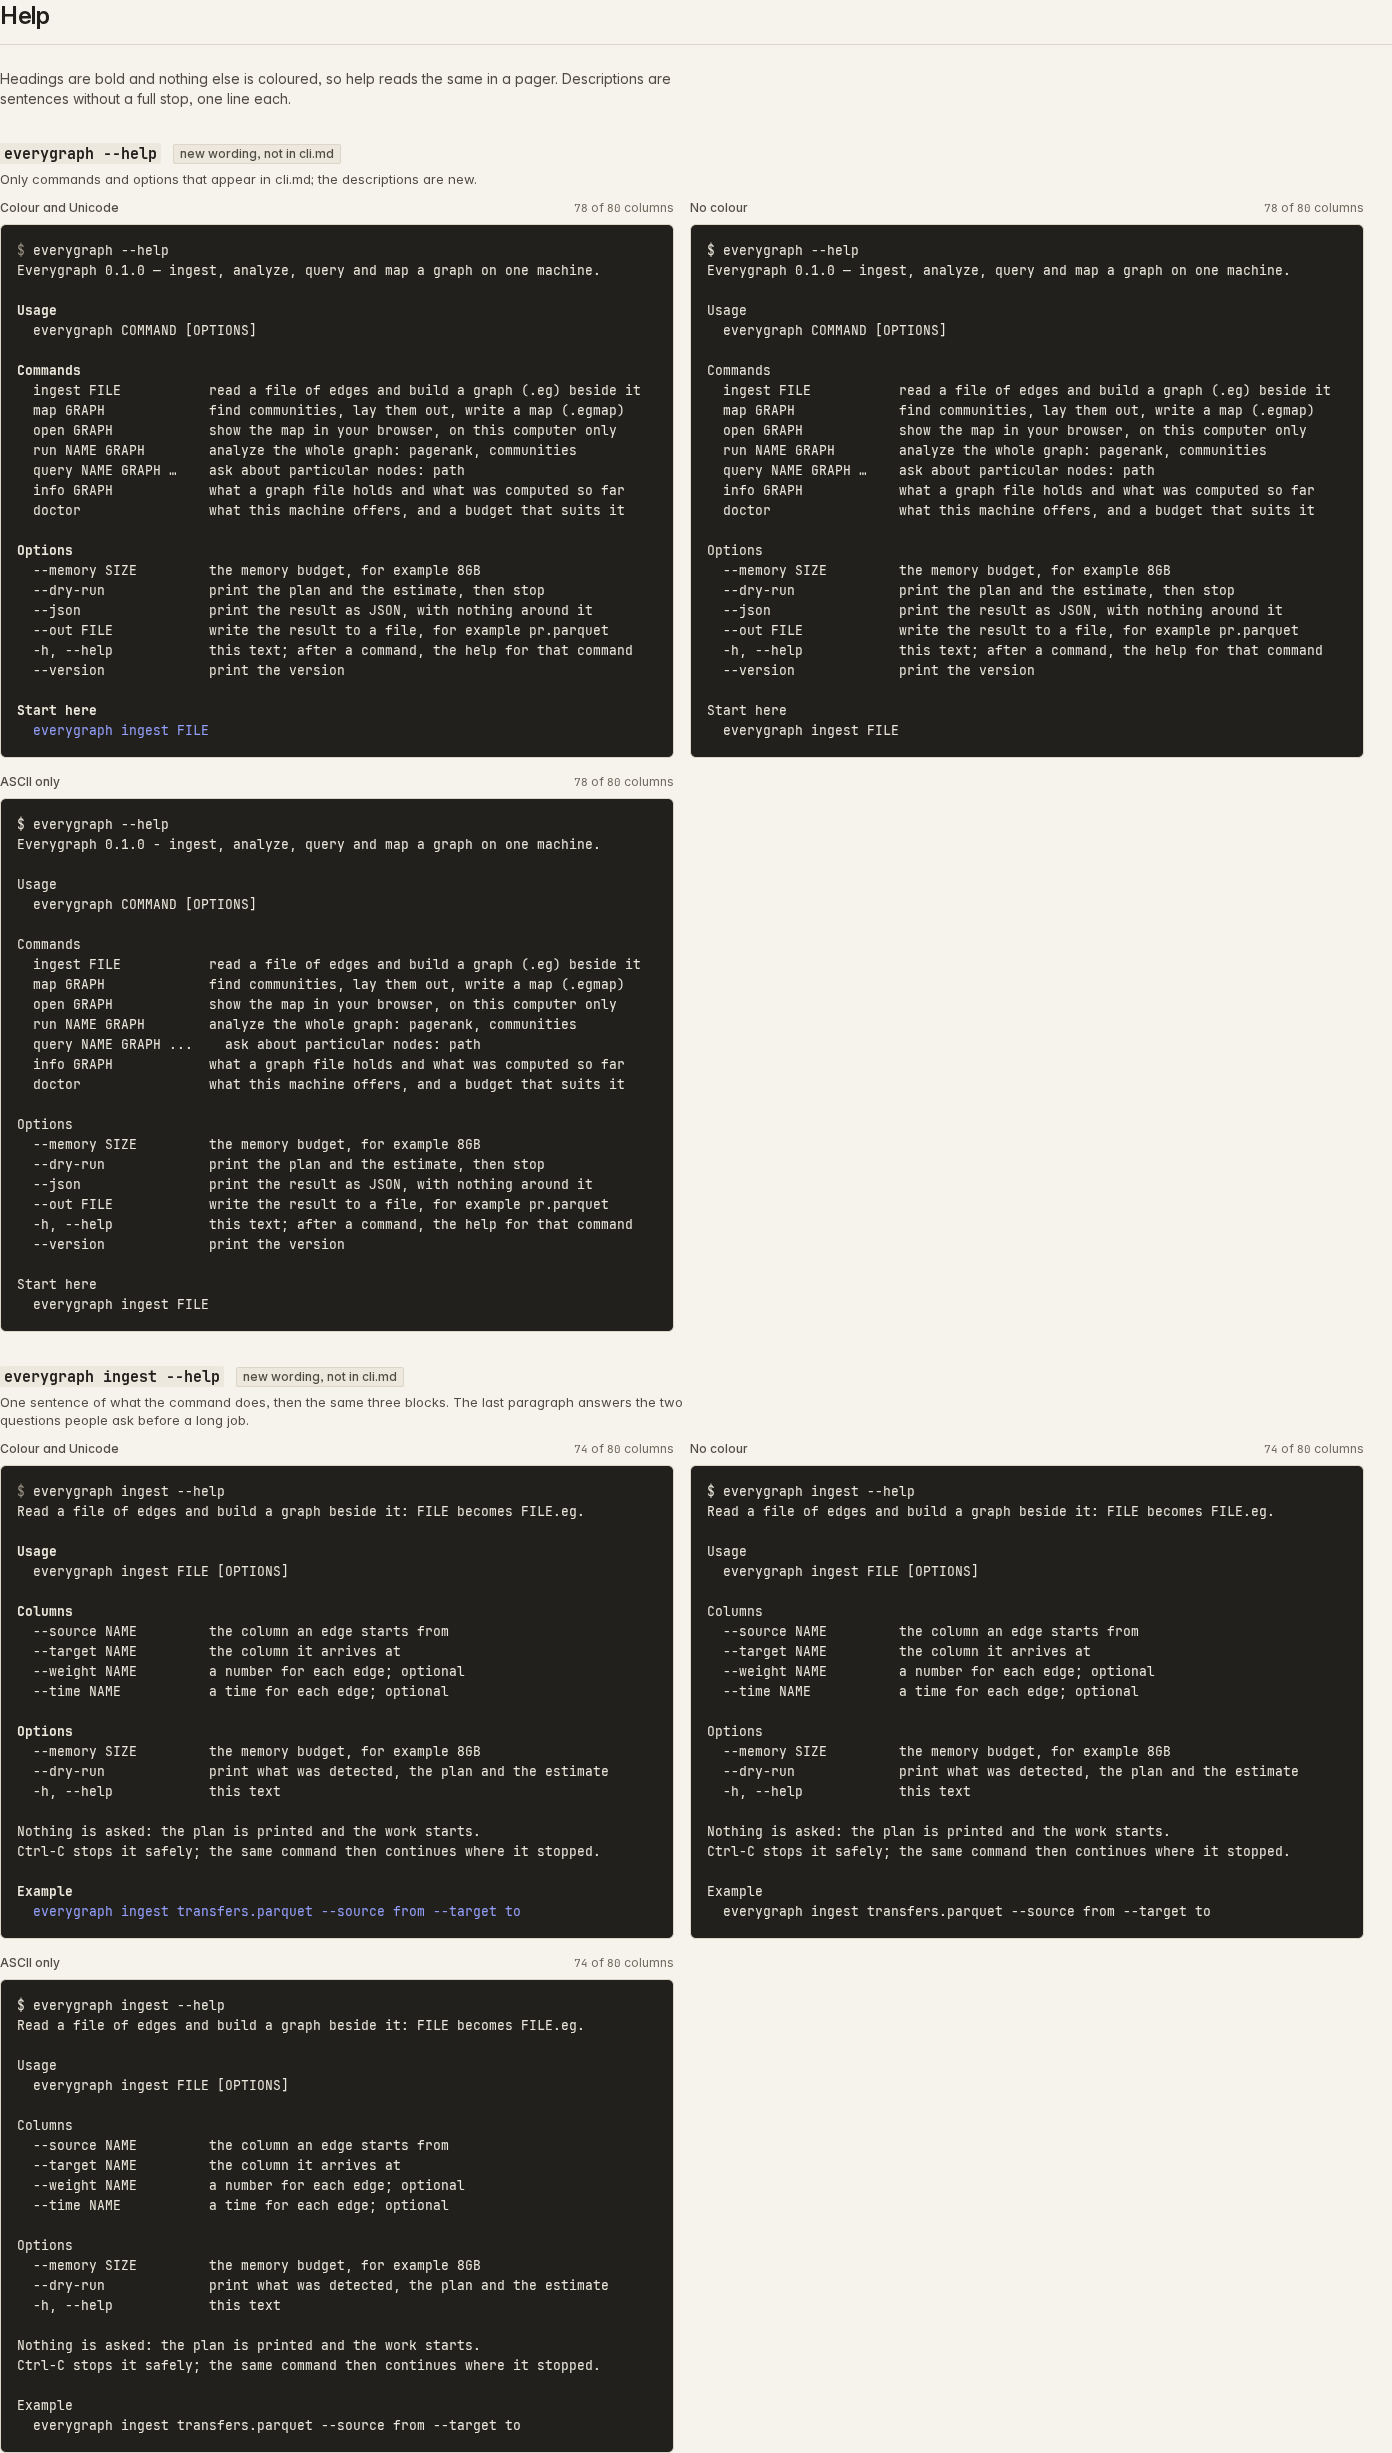 Help
Headings are bold and nothing else is coloured, so help reads the same in a pager. Descriptions are
sentences without a full stop, one line each.
everygraph --help new wording, not in cli.md
Only commands and options that appear in cli.md; the descriptions are new.
Colour and Unicode 78 of 80 columns
$ everygraph --help
Everygraph 0.1.0 — ingest, analyze, query and map a graph on one machine.
Usage
everygraph COMMAND [OPTIONS]
Commands
ingest FILE read a file of edges and build a graph (.eg) beside it
map GRAPH find communities, lay them out, write a map (.egmap)
open GRAPH show the map in your browser, on this computer only
run NAME GRAPH analyze the whole graph: pagerank, communities
query NAME GRAPH … ask about particular nodes: path
info GRAPH what a graph file holds and what was computed so far
doctor what this machine offers, and a budget that suits it
Options
--memory SIZE the memory budget, for example 8GB
--dry-run print the plan and the estimate, then stop
--json print the result as JSON, with nothing around it
--out FILE write the result to a file, for example pr.parquet
-h, --help this text; after a command, the help for that command
--version print the version
Start here
everygraph ingest FILE
No colour 78 of 80 columns
$ everygraph --help
Everygraph 0.1.0 — ingest, analyze, query and map a graph on one machine.
Usage
everygraph COMMAND [OPTIONS]
Commands
ingest FILE read a file of edges and build a graph (.eg) beside it
map GRAPH find communities, lay them out, write a map (.egmap)
open GRAPH show the map in your browser, on this computer only
run NAME GRAPH analyze the whole graph: pagerank, communities
query NAME GRAPH … ask about particular nodes: path
info GRAPH what a graph file holds and what was computed so far
doctor what this machine offers, and a budget that suits it
Options
--memory SIZE the memory budget, for example 8GB
--dry-run print the plan and the estimate, then stop
--json print the result as JSON, with nothing around it
--out FILE write the result to a file, for example pr.parquet
-h, --help this text; after a command, the help for that command
--version print the version
Start here
everygraph ingest FILE
ASCII only 78 of 80 columns
$ everygraph --help
Everygraph 0.1.0 - ingest, analyze, query and map a graph on one machine.
Usage
everygraph COMMAND [OPTIONS]
Commands
ingest FILE read a file of edges and build a graph (.eg) beside it
map GRAPH find communities, lay them out, write a map (.egmap)
open GRAPH show the map in your browser, on this computer only
run NAME GRAPH analyze the whole graph: pagerank, communities
query NAME GRAPH ... ask about particular nodes: path
info GRAPH what a graph file holds and what was computed so far
doctor what this machine offers, and a budget that suits it
Options
--memory SIZE the memory budget, for example 8GB
--dry-run print the plan and the estimate, then stop
--json print the result as JSON, with nothing around it
--out FILE write the result to a file, for example pr.parquet
-h, --help this text; after a command, the help for that command
--version print the version
Start here
everygraph ingest FILE
everygraph ingest --help new wording, not in cli.md
One sentence of what the command does, then the same three blocks. The last paragraph answers the two
questions people ask before a long job.
Colour and Unicode 74 of 80 columns
$ everygraph ingest --help
Read a file of edges and build a graph beside it: FILE becomes FILE.eg.
Usage
everygraph ingest FILE [OPTIONS]
Columns
--source NAME the column an edge starts from
--target NAME the column it arrives at
--weight NAME a number for each edge; optional
--time NAME a time for each edge; optional
Options
--memory SIZE the memory budget, for example 8GB
--dry-run print what was detected, the plan and the estimate
-h, --help this text
Nothing is asked: the plan is printed and the work starts.
Ctrl-C stops it safely; the same command then continues where it stopped.
Example
everygraph ingest transfers.parquet --source from --target to
No colour 74 of 80 columns
$ everygraph ingest --help
Read a file of edges and build a graph beside it: FILE becomes FILE.eg.
Usage
everygraph ingest FILE [OPTIONS]
Columns
--source NAME the column an edge starts from
--target NAME the column it arrives at
--weight NAME a number for each edge; optional
--time NAME a time for each edge; optional
Options
--memory SIZE the memory budget, for example 8GB
--dry-run print what was detected, the plan and the estimate
-h, --help this text
Nothing is asked: the plan is printed and the work starts.
Ctrl-C stops it safely; the same command then continues where it stopped.
Example
everygraph ingest transfers.parquet --source from --target to
ASCII only 74 of 80 columns
$ everygraph ingest --help
Read a file of edges and build a graph beside it: FILE becomes FILE.eg.
Usage
everygraph ingest FILE [OPTIONS]
Columns
--source NAME the column an edge starts from
--target NAME the column it arrives at
--weight NAME a number for each edge; optional
--time NAME a time for each edge; optional
Options
--memory SIZE the memory budget, for example 8GB
--dry-run print what was detected, the plan and the estimate
-h, --help this text
Nothing is asked: the plan is printed and the work starts.
Ctrl-C stops it safely; the same command then continues where it stopped.
Example
everygraph ingest transfers.parquet --source from --target to